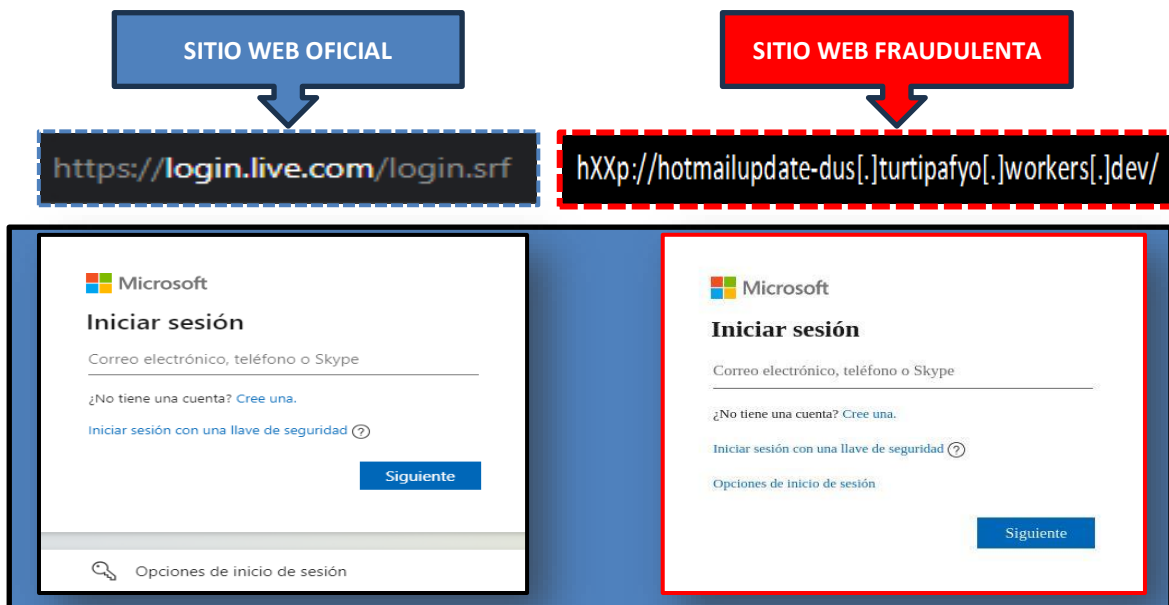 SITIO WEB OFICIAL
SITIO WEB FRAUDULENTA
https://login.live.com/login.srf
hXXp://hotmailupdate-dus[.]turtipafyo[.]workers[.]dev/
Microsoft
Iniciar sesión
Correo electrónico, teléfono o Skype
¿No tiene una cuenta? Cree una.
Iniciar sesión con una llave de seguridad ?
Siguiente
Opciones de inicio de sesión
Microsoft
Iniciar sesión
Correo electrónico, teléfono o Skype
¿No tiene una cuenta? Cree una.
Iniciar sesión con una llave de seguridad ?
Opciones de inicio de sesión
Siguiente